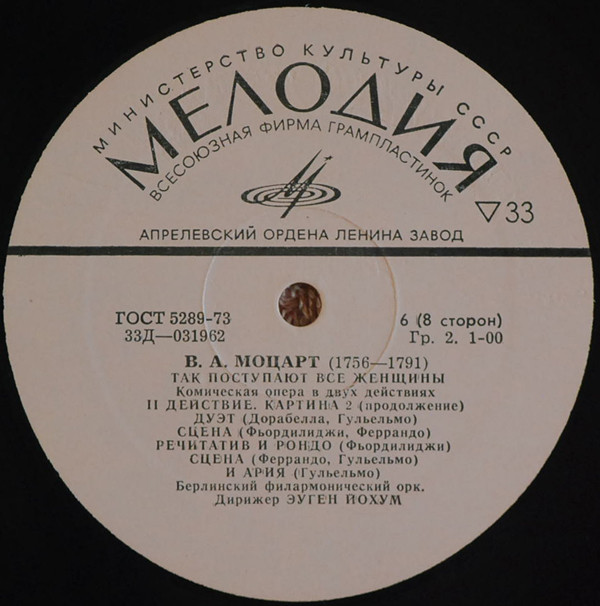 МИНИСТЕРСТВО КУЛЬТУРЫ СССР
МЕЛОДИЯ
ВСЕСОЮЗНАЯ ФИРМА ГРАМПЛАСТИНОК
▽33
АПРЕЛЕВСКИЙ ОРДЕНА ЛЕНИНА ЗАВОД
ГОСТ 5289-73
33Д—031962
6 (8 сторон)
Гр. 2. 1-00
В. А. МОЦАРТ (1756—1791)
ТАК ПОСТУПАЮТ ВСЕ ЖЕНЩИНЫ
Комическая опера в двух действиях
II ДЕЙСТВИЕ. КАРТИНА 2 (продолжение)
ДУЭТ (Дорабелла, Гульельмо)
СЦЕНА (Фьордилиджи, Феррандо)
РЕЧИТАТИВ И РОНДО (Фьордилиджи)
СЦЕНА (Феррандо, Гульельмо)
И АРИЯ (Гульельмо)
Берлинский филармонический орк.
Дирижер ЭУГЕН ЙОХУМ